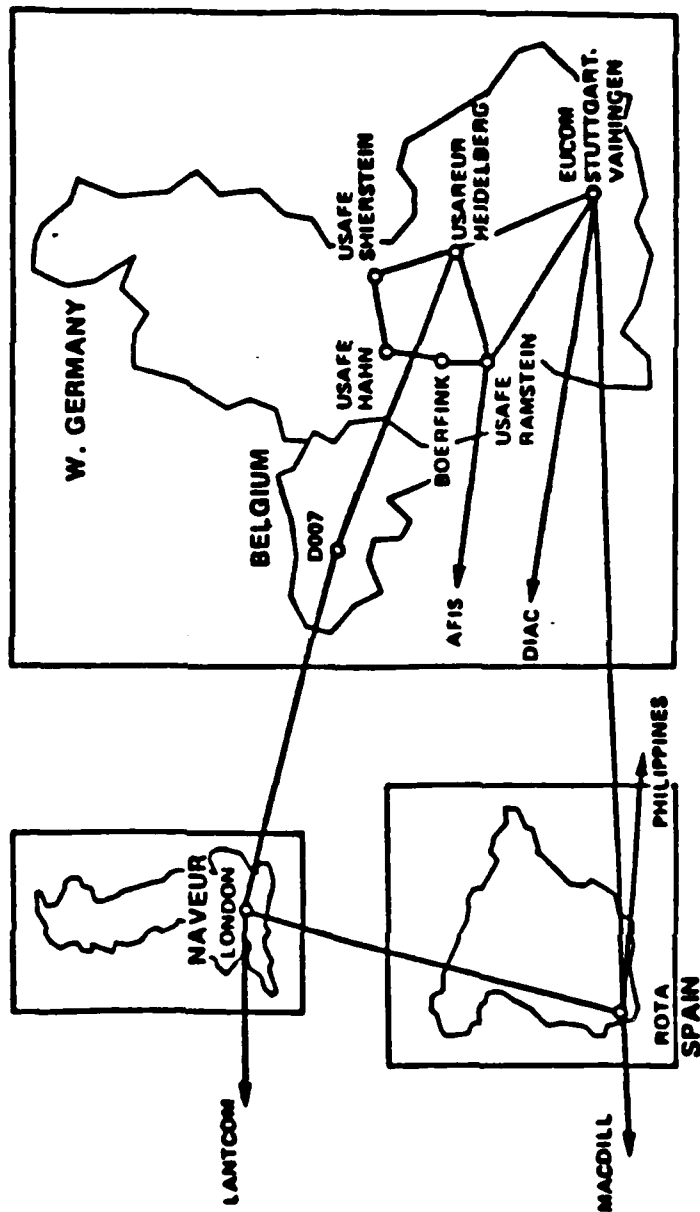 W. GERMANY
BELGIUM
D007
USAFE
HAHN
USAFE
SHIERSTEIN
BOERFINK
USAREUR
HEIDELBERG
USAFE
RAMSTEIN
EUCOM
STUTTGART.
VAIHINGEN
AFIS
DIAC
NAVEUR
LONDON
LANTCOM
PHILIPPINES
ROTA
SPAIN
MACDILL